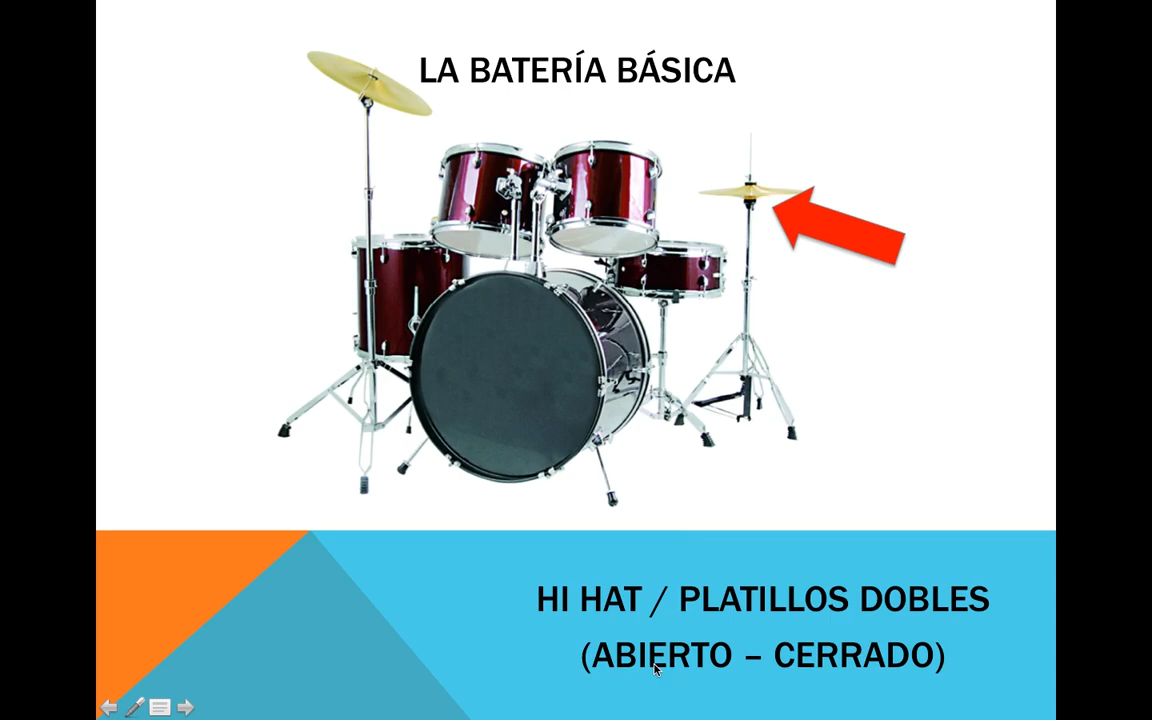 LA BATERÍA BÁSICA
HI HAT / PLATILLOS DOBLES
(ABIERTO – CERRADO)